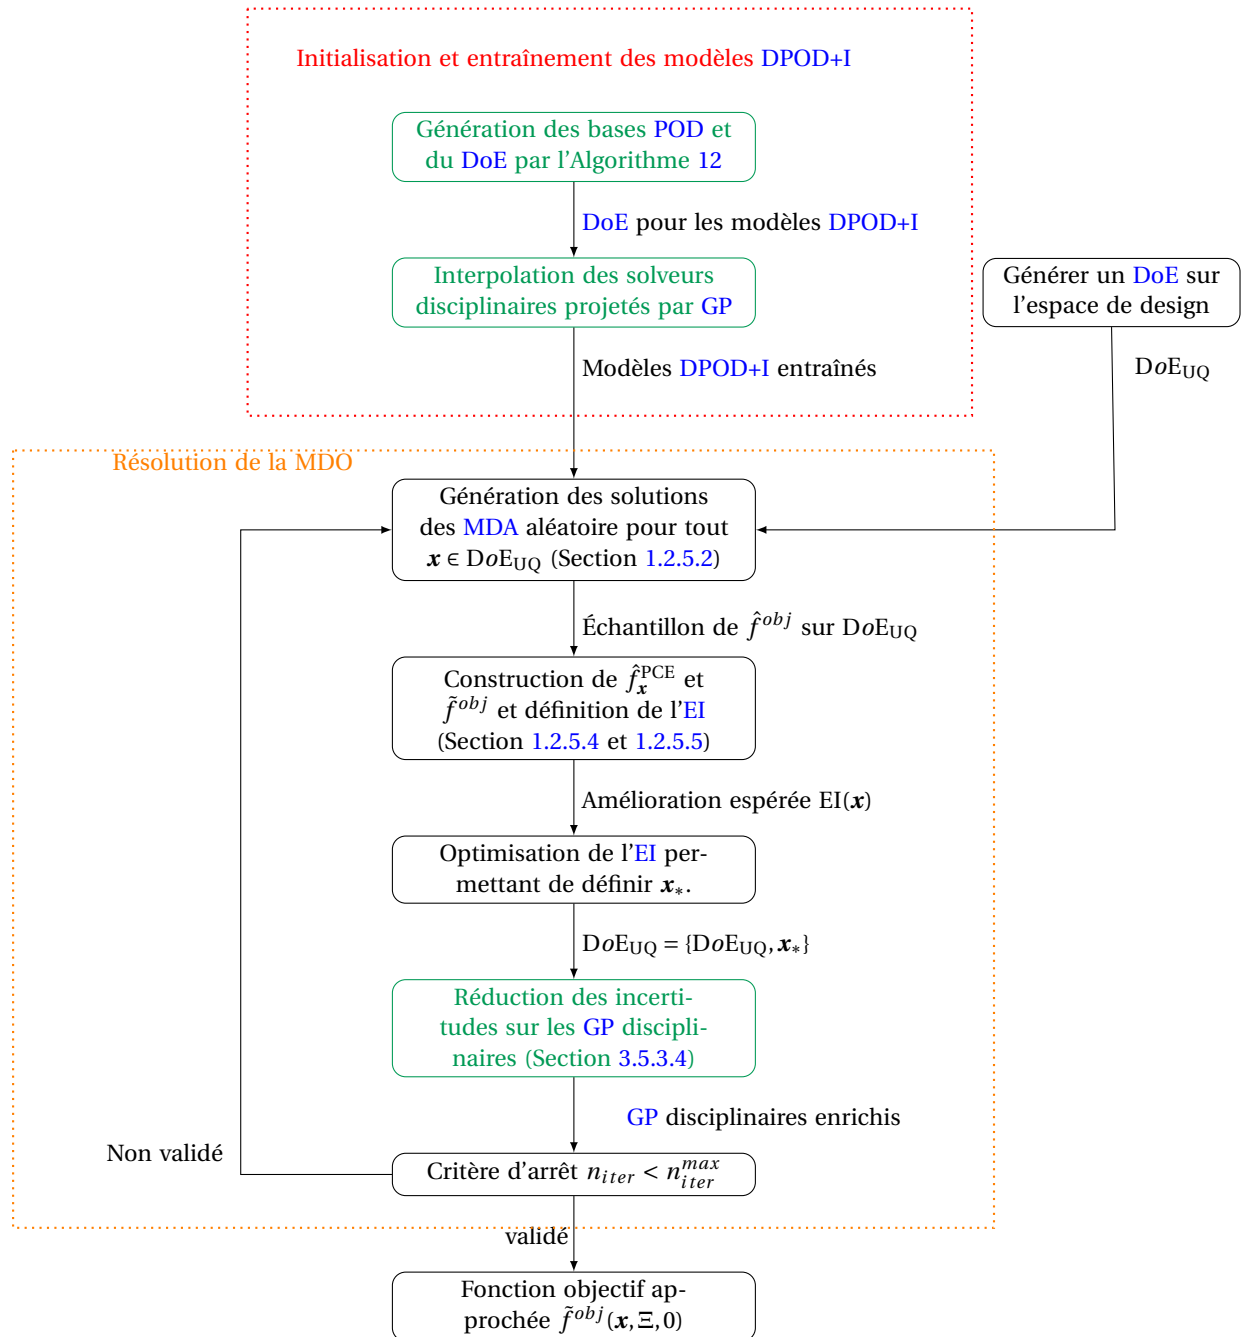 Initialisation et entraînement des modèles DPOD+I
Génération des bases POD et
du DoE par l'Algorithme 12
DoE pour les modèles DPOD+I
Interpolation des solveurs
disciplinaires projetés par GP
Générer un DoE sur
l'espace de design
Modèles DPOD+I entraînés
DoE_UQ
Résolution de la MDO
Génération des solutions
des MDA aléatoire pour tout
x ∈ DoE_UQ (Section 1.2.5.2)
Échantillon de f̂^{obj} sur DoE_UQ
Construction de f̂_x^{PCE} et
f̃^{obj} et définition de l'EI
(Section 1.2.5.4 et 1.2.5.5)
Amélioration espérée EI(x)
Optimisation de l'EI per-
mettant de définir x_*.
DoE_UQ = {DoE_UQ, x_*}
Réduction des incerti-
tudes sur les GP discipli-
naires (Section 3.5.3.4)
GP disciplinaires enrichis
Non validé
Critère d'arrêt n_{iter} < n_{iter}^{max}
validé
Fonction objectif ap-
prochée f̃^{obj}(x, Ξ, 0)